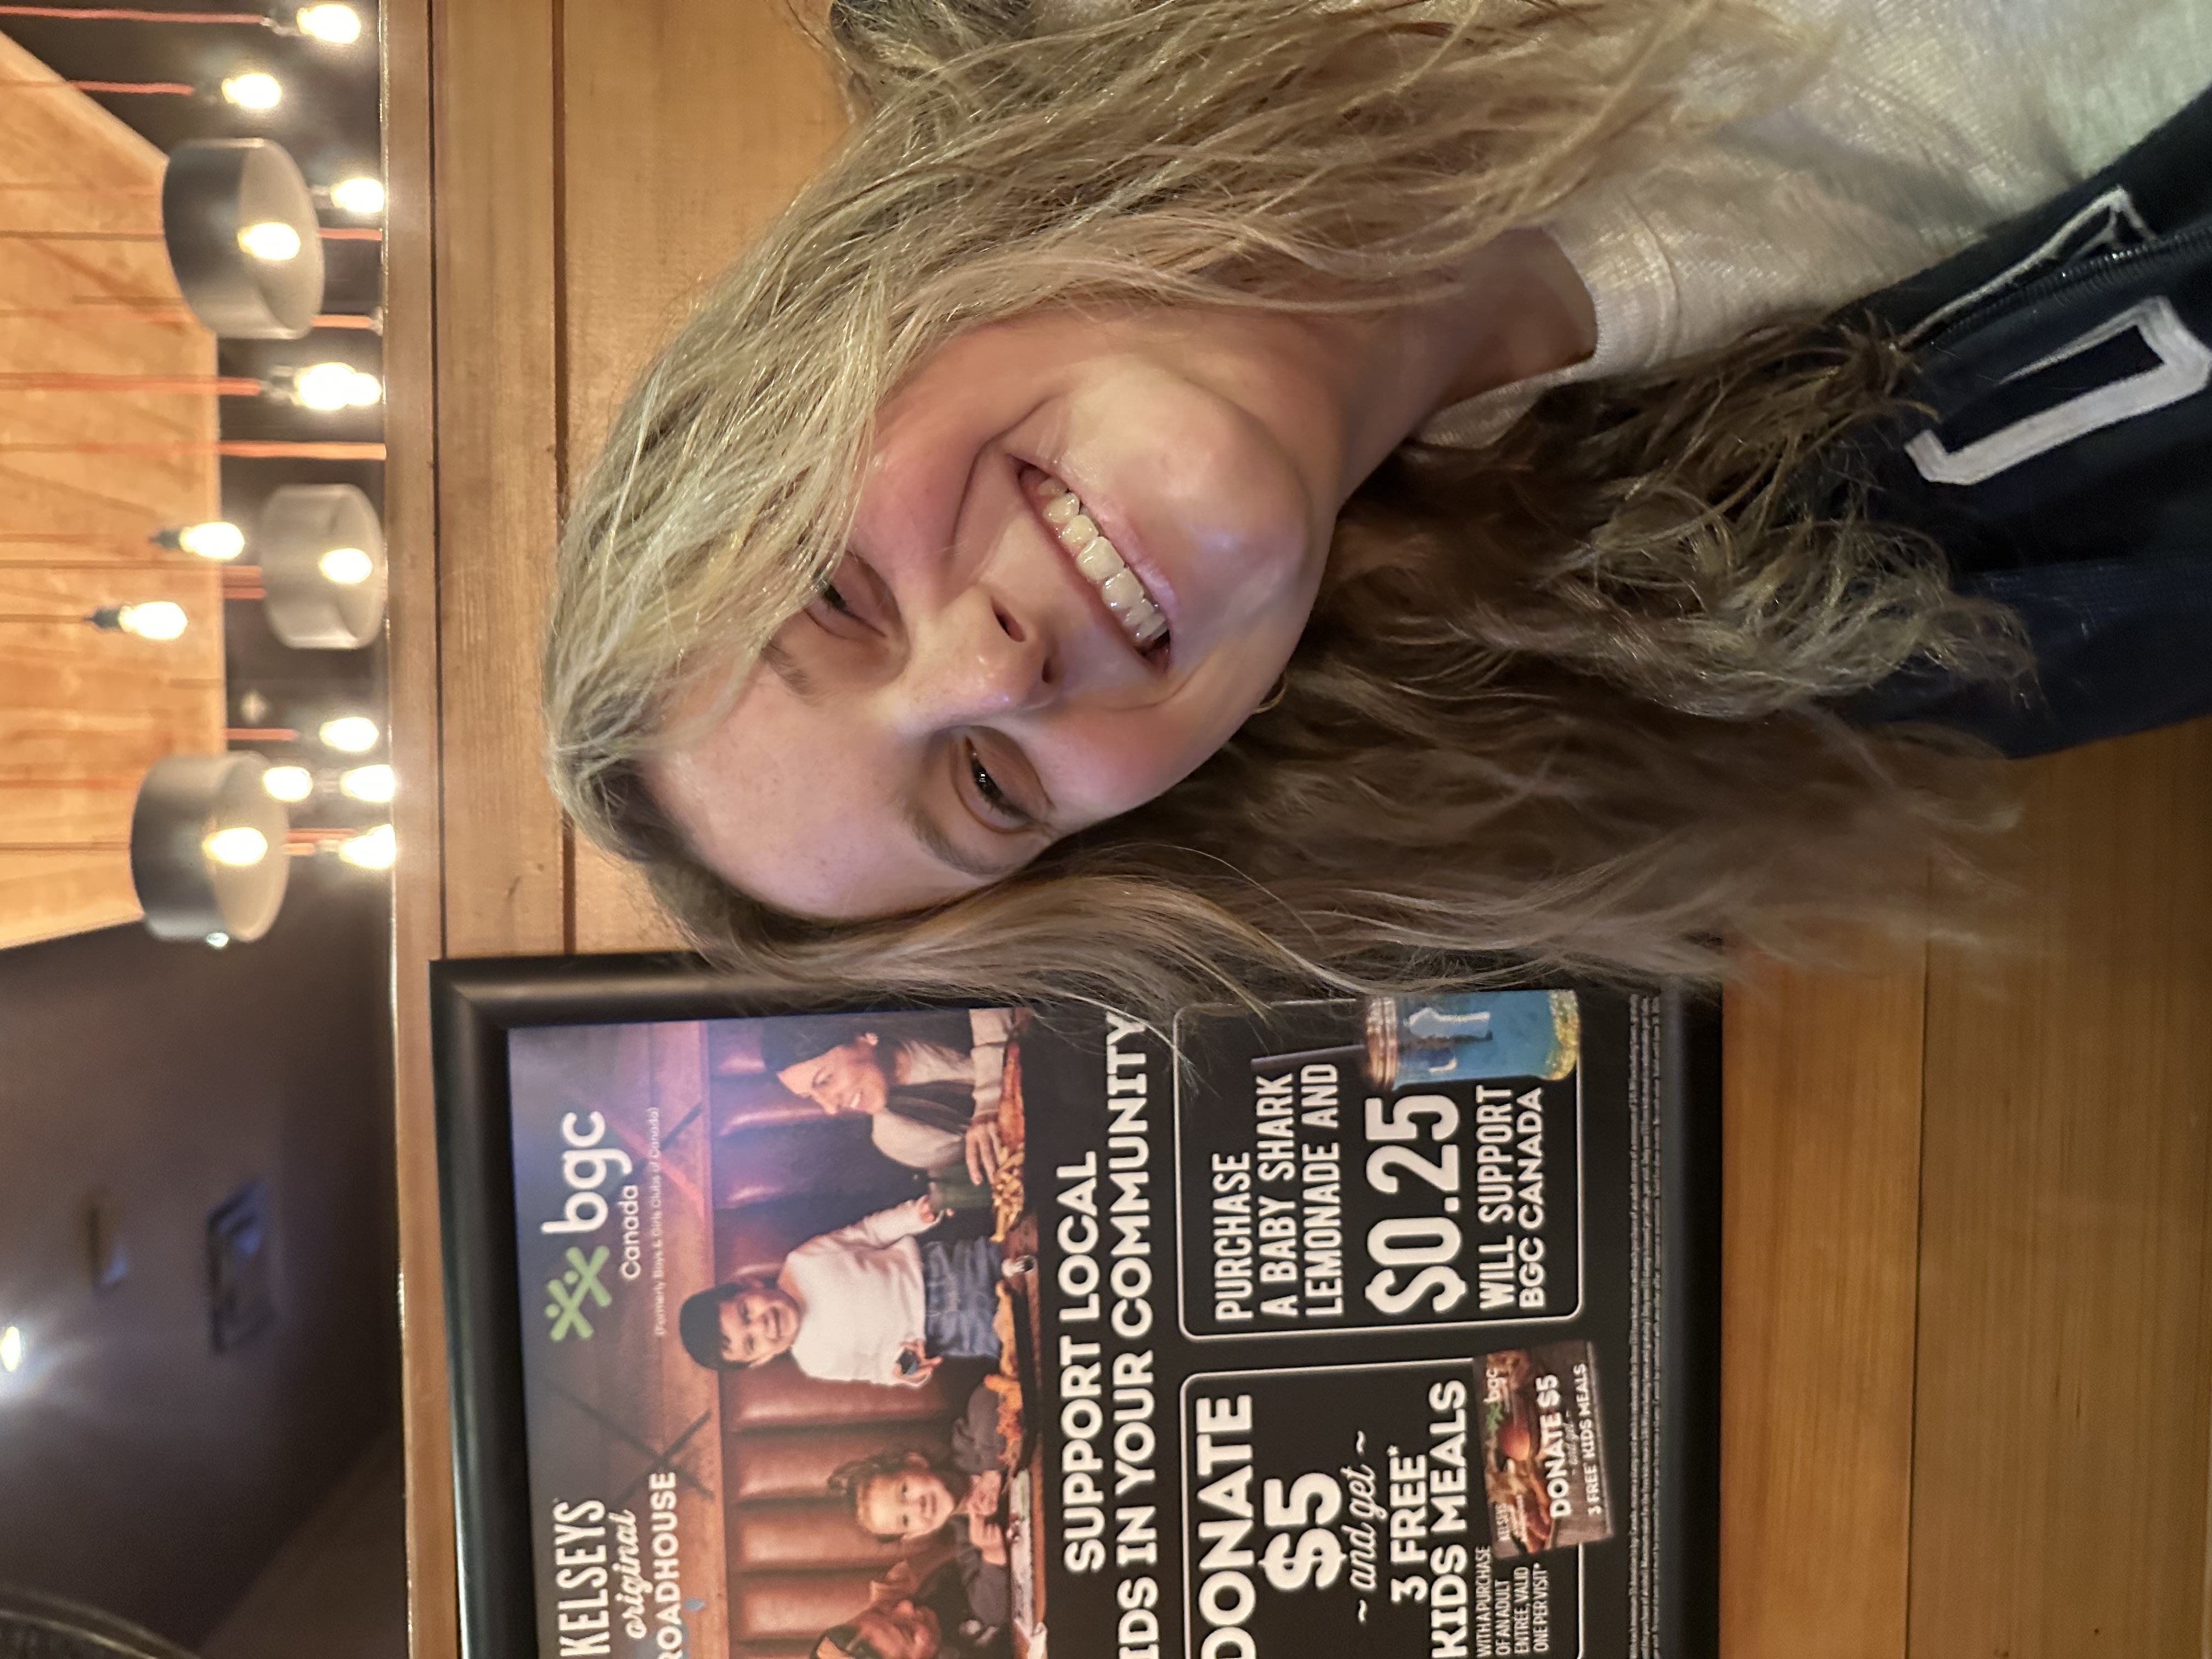 KELSEYS
original
ROADHOUSE
bgc
Canada
(Formerly Boys & Girls Clubs of Canada)
SUPPORT LOCAL
IDS IN YOUR COMMUNITY
DONATE
$5
~ and get ~
3 FREE*
KIDS MEALS
WITH A PURCHASE
OF AN ADULT
ENTRÉE, VALID
ONE PER VISIT*
KELSEYS
bgc
DONATE $5
- and get -
3 FREE* KIDS MEALS
PURCHASE
A BABY SHARK
LEMONADE AND
$0.25
WILL SUPPORT
BGC CANADA